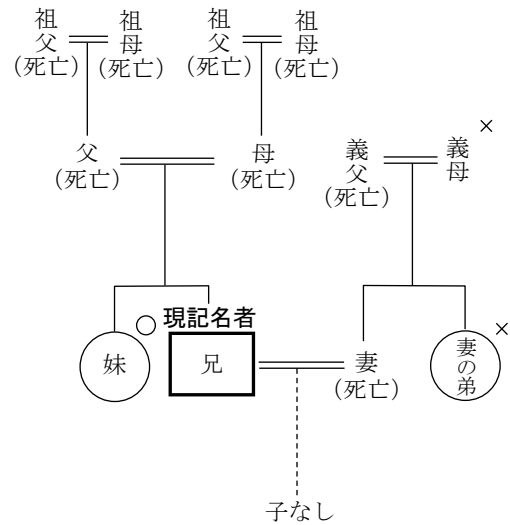 祖父 祖母 祖父 祖母
(死亡) (死亡) (死亡) (死亡)
父 母 義父 義母 ×
(死亡) (死亡) (死亡)
○ 現記名者
妹 兄 妻 妻の弟 ×
(死亡)
子なし